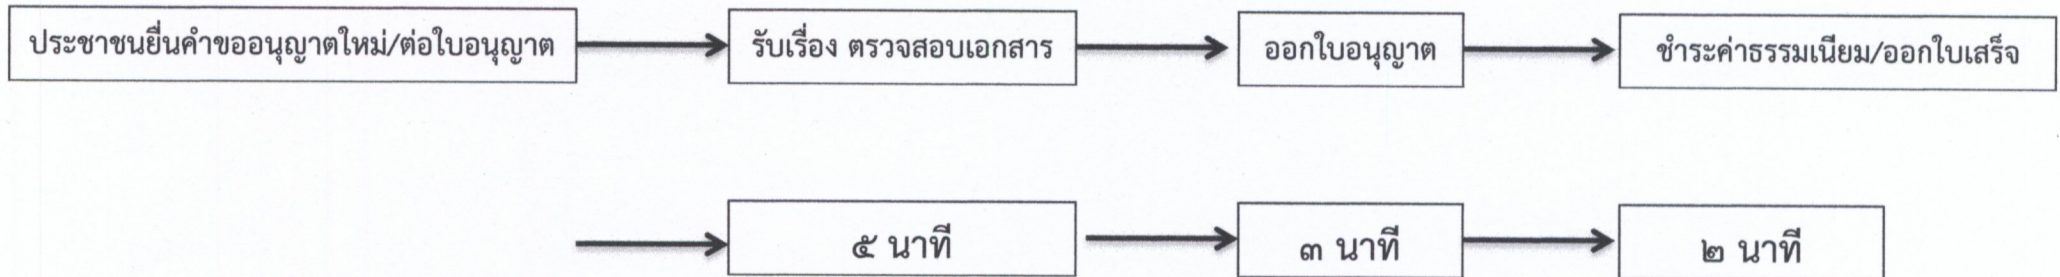 ประชาชนยื่นคำขออนุญาตใหม่/ต่อใบอนุญาต
รับเรื่อง ตรวจสอบเอกสาร
ออกใบอนุญาต
ชำระค่าธรรมเนียม/ออกใบเสร็จ
๕ นาที
๓ นาที
๒ นาที